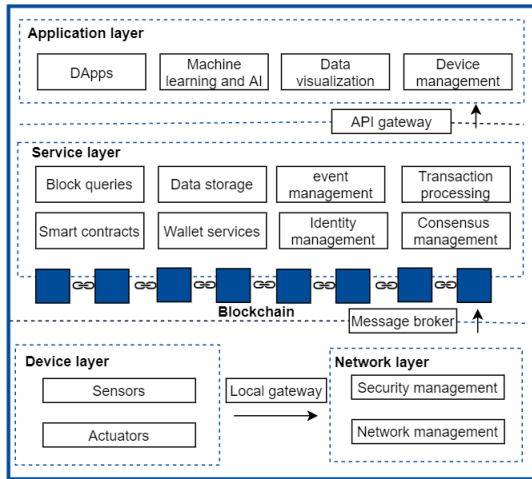 Application layer
DApps
Machine
learning and AI
Data
visualization
Device
management
API gateway
Service layer
Block queries
Data storage
event
management
Transaction
processing
Smart contracts
Wallet services
Identity
management
Consensus
management
Blockchain
Message broker
Device layer
Sensors
Actuators
Local gateway
Network layer
Security management
Network management